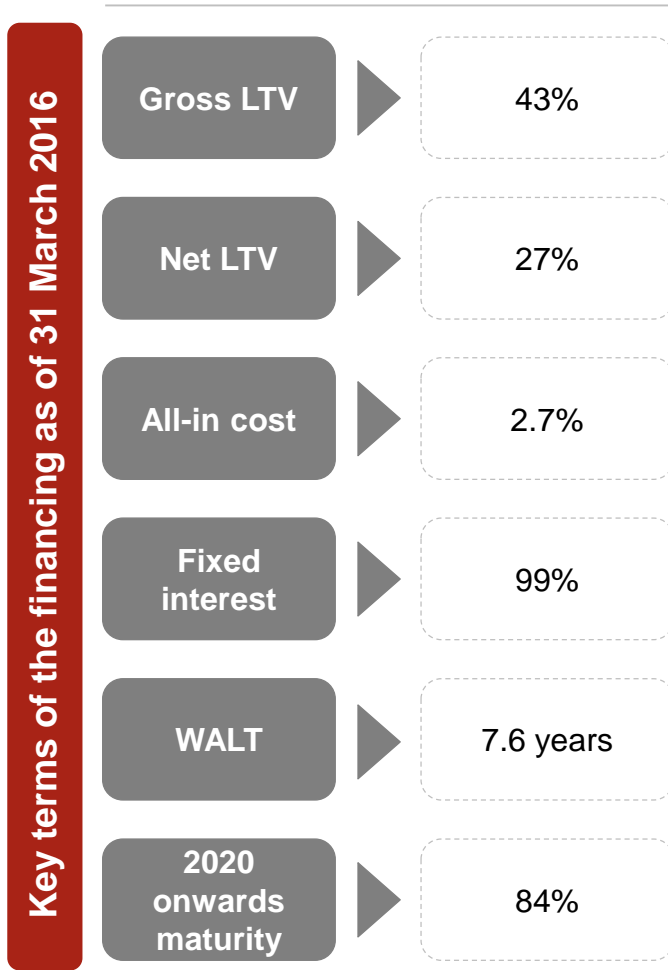 Key terms of the financing as of 31 March 2016
Gross LTV
43%
Net LTV
27%
All-in cost
2.7%
Fixed
interest
99%
WALT
7.6 years
2020
onwards
maturity
84%